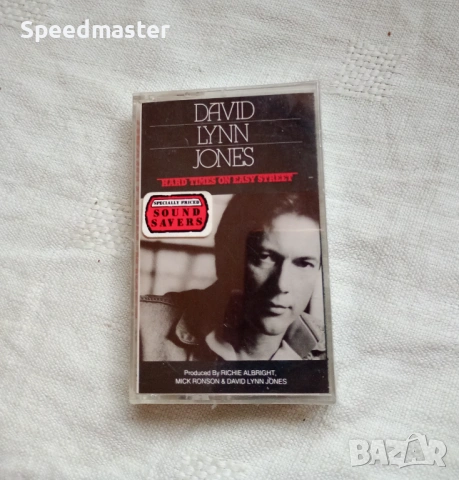 Speedmaster
DAVID
LYNN
JONES
HARD TIMES ON EASY STREET
SPECIALLY PRICED
SOUND
SAVERS
Produced By RICHIE ALBRIGHT,
MICK RONSON & DAVID LYNN JONES
BAZAR